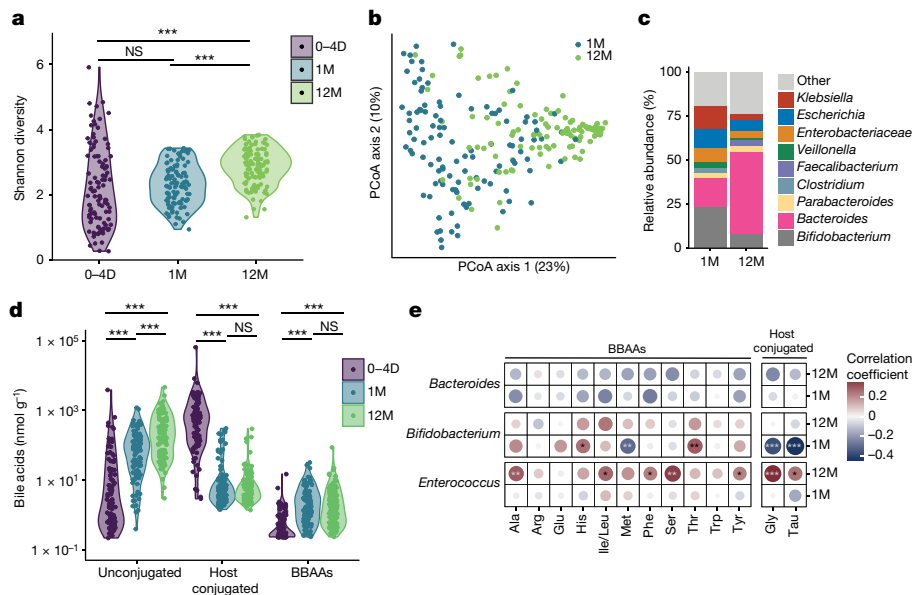 a
Shannon diversity
6
4
2
0
***
NS
***
0–4D
1M
12M
0–4D
1M
12M
b
PCoA axis 2 (10%)
PCoA axis 1 (23%)
1M
12M
c
Relative abundance (%)
100
75
50
25
0
1M
12M
Other
Klebsiella
Escherichia
Enterobacteriaceae
Veillonella
Faecalibacterium
Clostridium
Parabacteroides
Bacteroides
Bifidobacterium
d
Bile acids (nmol g⁻¹)
1 × 10⁵
1 × 10³
1 × 10¹
1 × 10⁻¹
***
***
***
***
***
NS
***
***
NS
0–4D
1M
12M
Unconjugated
Host
conjugated
BBAAs
e
BBAAs
Host
conjugated
Bacteroides
12M
1M
Bifidobacterium
12M
* ** ** *** ***
1M
Enterococcus
** * * ** * *** *
12M
1M
Ala
Arg
Glu
His
Ile/Leu
Met
Phe
Ser
Thr
Trp
Tyr
Gly
Tau
Correlation
coefficient
0.2
0
−0.2
−0.4